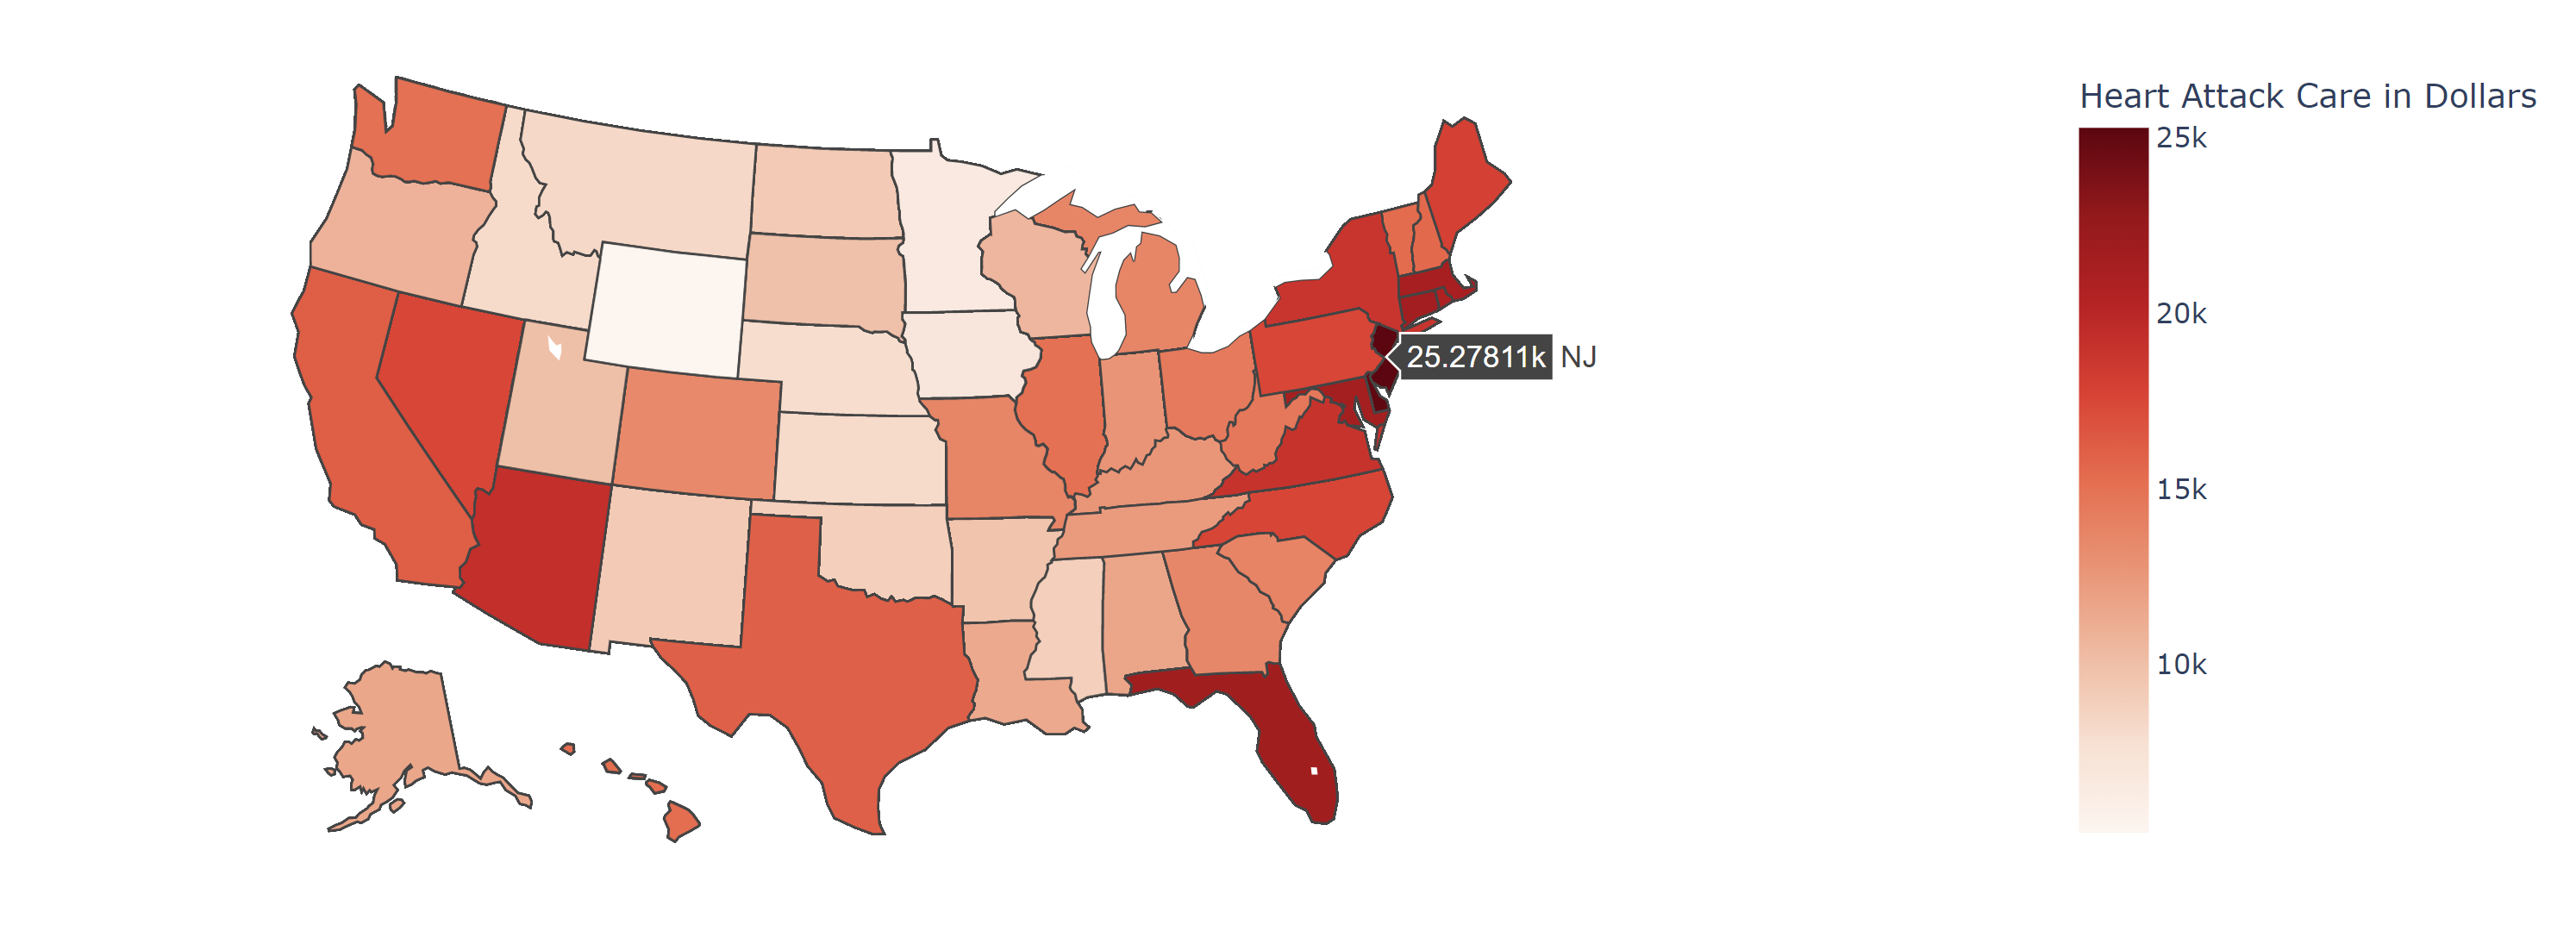 Heart Attack Care in Dollars
25k
20k
25.27811k NJ
15k
10k